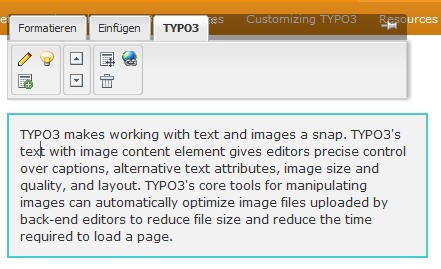 es Customizing TYPO3 Resources
Formatieren Einfügen TYPO3
TYPO3 makes working with text and images a snap. TYPO3's
text with image content element gives editors precise control
over captions, alternative text attributes, image size and
quality, and layout. TYPO3's core tools for manipulating
images can automatically optimize image files uploaded by
back-end editors to reduce file size and reduce the time
required to load a page.